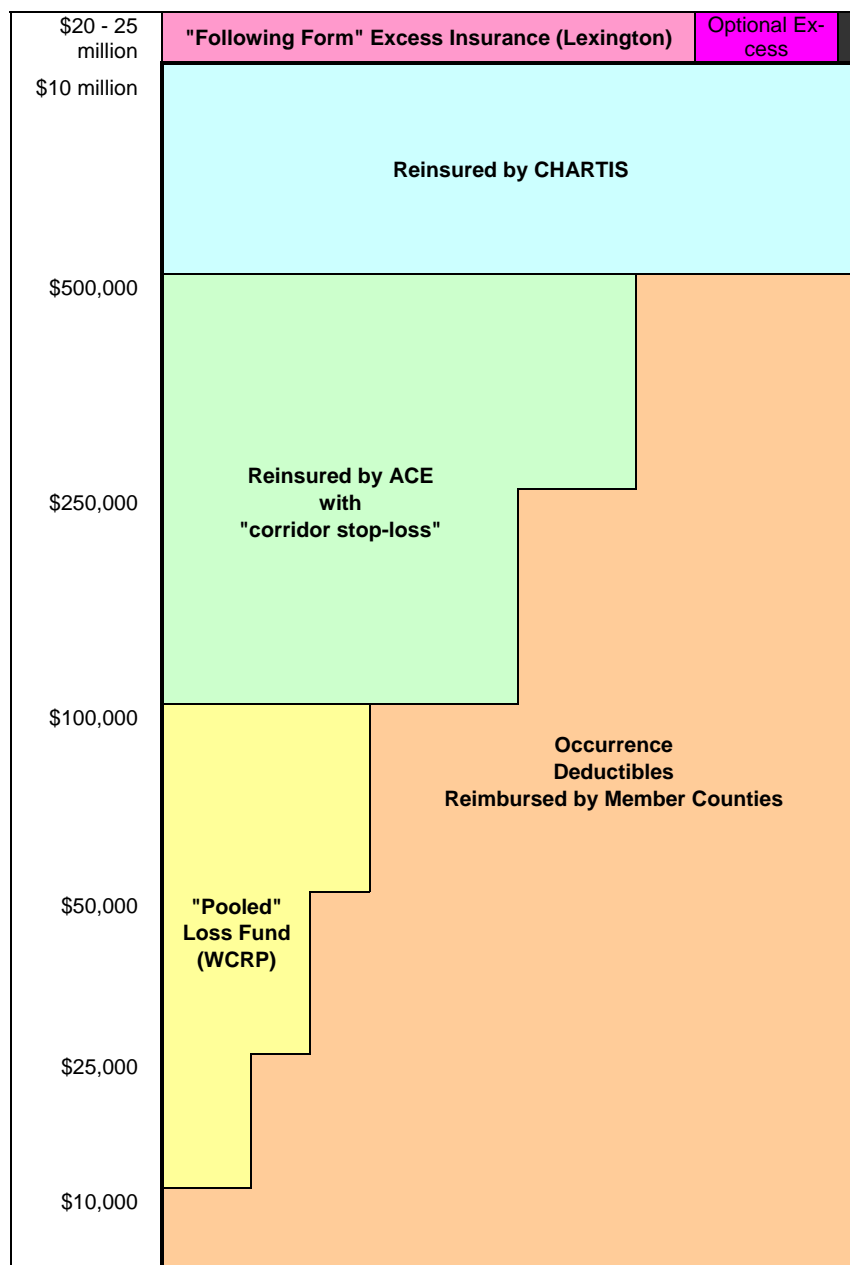 $20 - 25
million
"Following Form" Excess Insurance (Lexington)
Optional Ex-
cess
$10 million
Reinsured by CHARTIS
$500,000
Reinsured by ACE
with
"corridor stop-loss"
$250,000
$100,000
Occurrence
Deductibles
Reimbursed by Member Counties
$50,000
"Pooled"
Loss Fund
(WCRP)
$25,000
$10,000